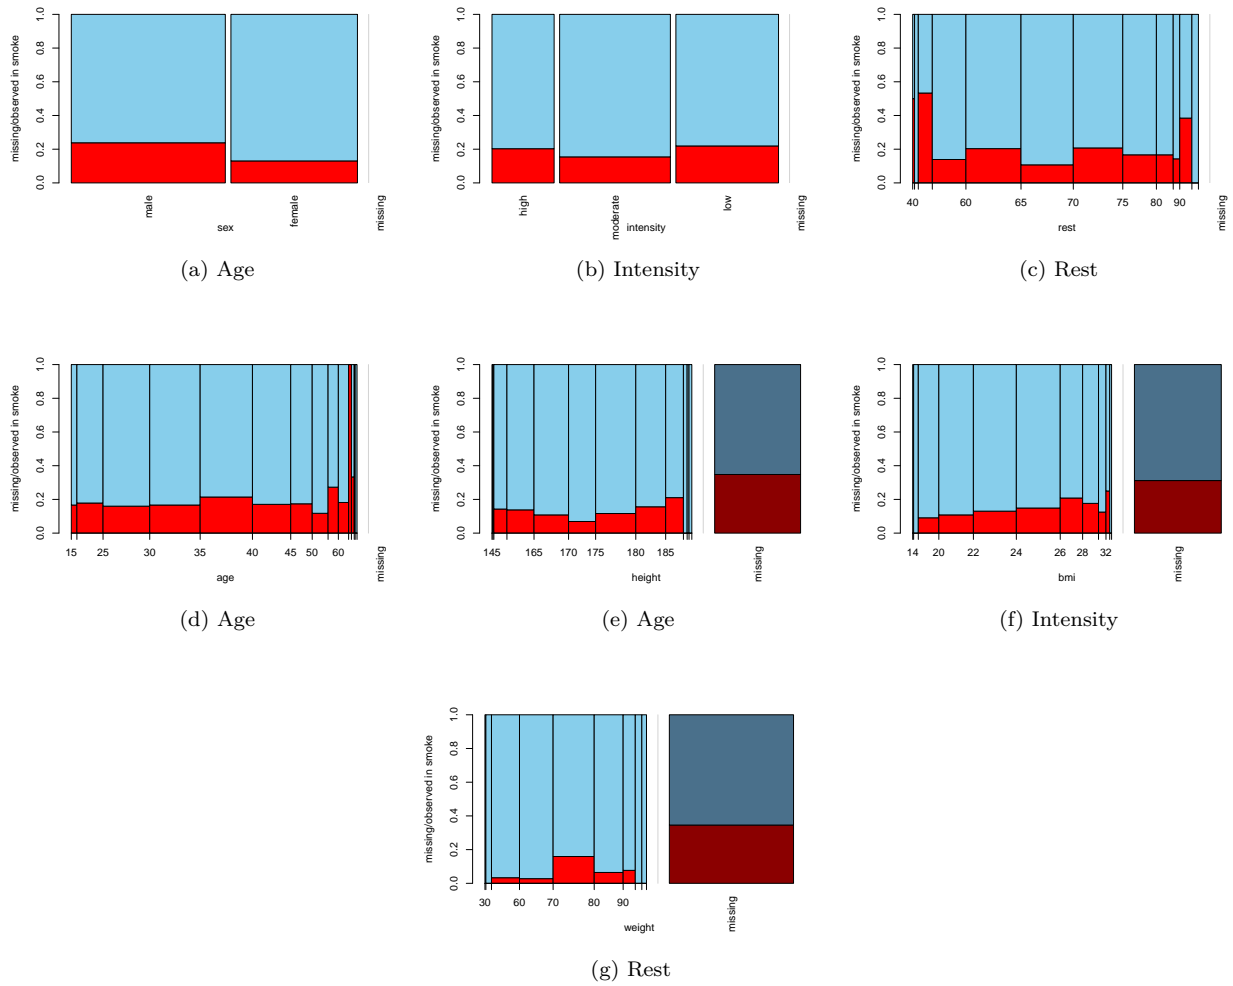 missing/observed in smoke
0.0 0.2 0.4 0.6 0.8 1.0
male female missing
sex
(a) Age
missing/observed in smoke
0.0 0.2 0.4 0.6 0.8 1.0
high moderate low missing
intensity
(b) Intensity
missing/observed in smoke
0.0 0.2 0.4 0.6 0.8 1.0
40 60 65 70 75 80 90 missing
rest
(c) Rest
missing/observed in smoke
0.0 0.2 0.4 0.6 0.8 1.0
15 25 30 35 40 45 50 60 missing
age
(d) Age
missing/observed in smoke
0.0 0.2 0.4 0.6 0.8 1.0
145 165 170 175 180 185 missing
height
(e) Age
missing/observed in smoke
0.0 0.2 0.4 0.6 0.8 1.0
14 20 22 24 26 28 32 missing
bmi
(f) Intensity
missing/observed in smoke
0.0 0.2 0.4 0.6 0.8 1.0
30 60 70 80 90 missing
weight
(g) Rest